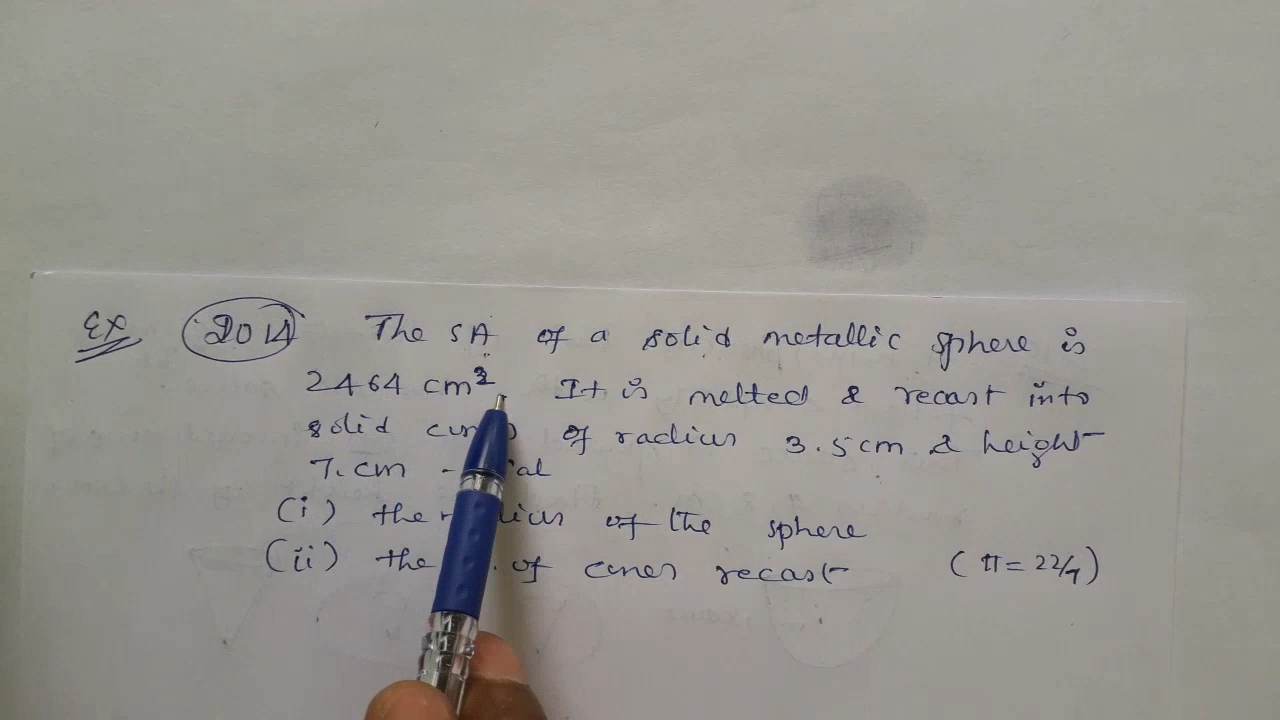 Ex 2014 The SA of a solid metallic sphere is
2464 cm². It is melted & recast into
solid of radius 3.5cm & height
7.cm -
(i) the of the sphere
(ii) the of cones recast (π = 22/7)